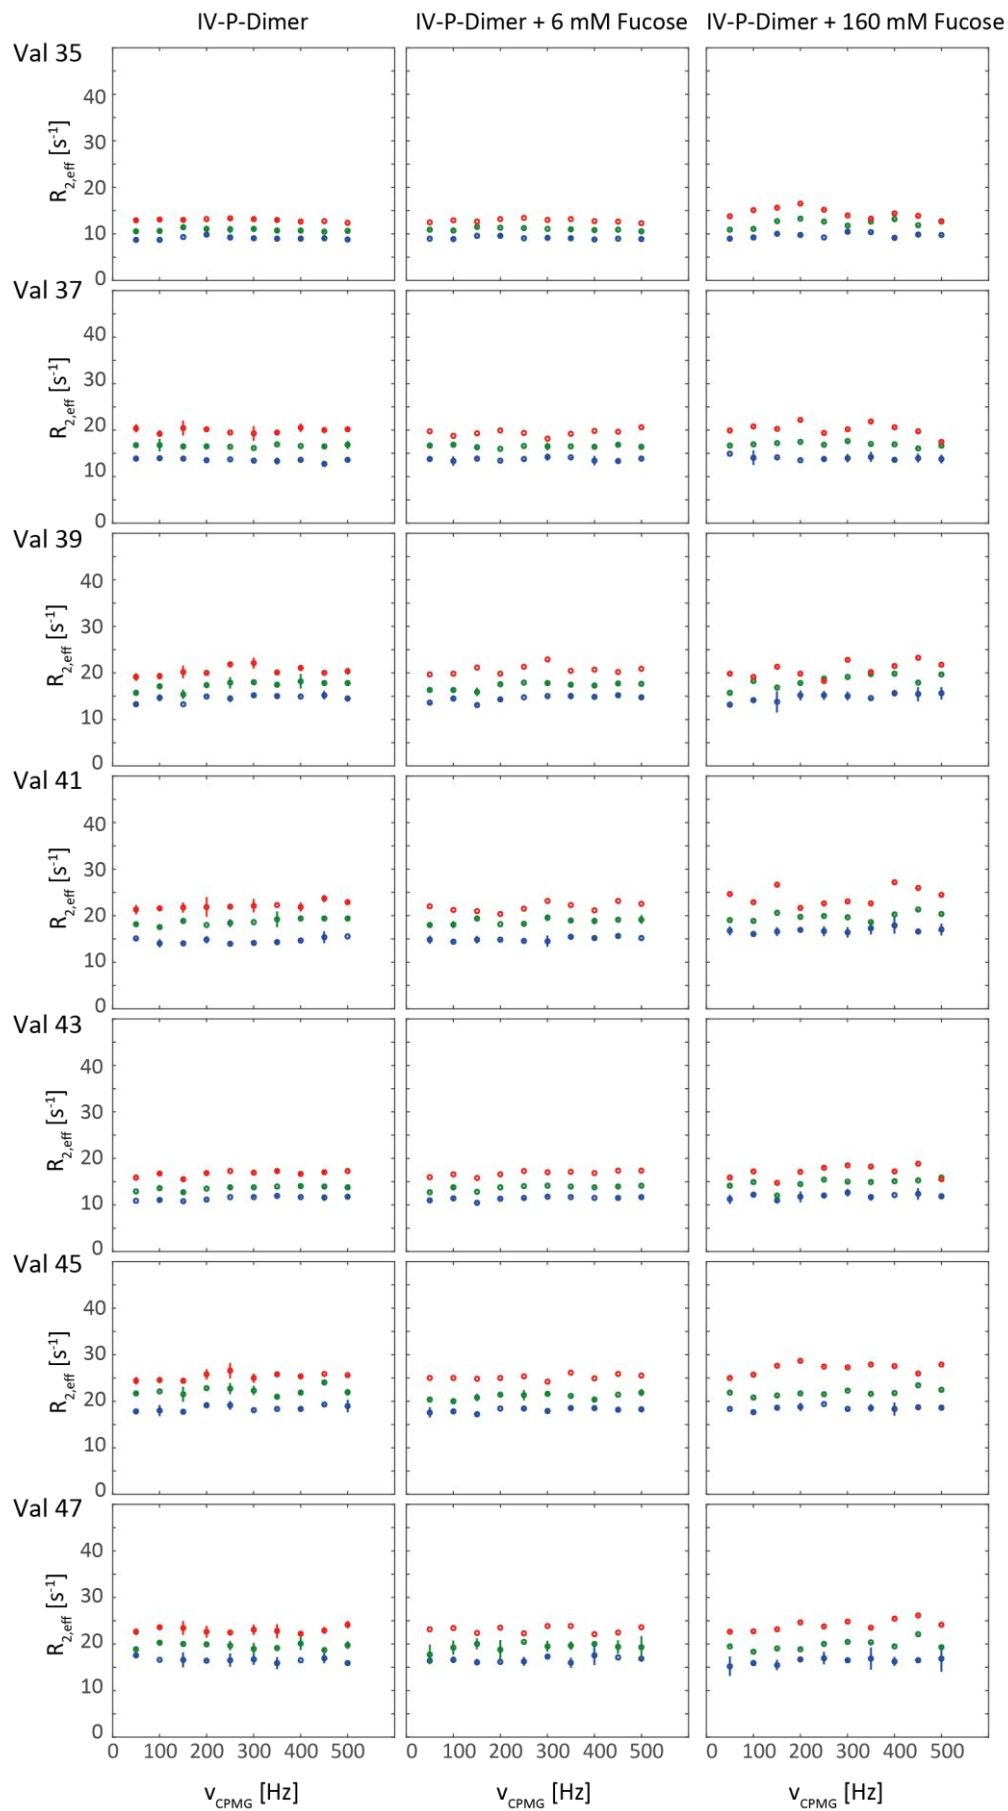 IV-P-Dimer IV-P-Dimer + 6 mM Fucose IV-P-Dimer + 160 mM Fucose
Val 35
R2,eff [s-1]
40
30
20
10
0
Val 37
R2,eff [s-1]
40
30
20
10
0
Val 39
R2,eff [s-1]
40
30
20
10
0
Val 41
R2,eff [s-1]
40
30
20
10
0
Val 43
R2,eff [s-1]
40
30
20
10
0
Val 45
R2,eff [s-1]
40
30
20
10
0
Val 47
R2,eff [s-1]
40
30
20
10
0
0 100 200 300 400 500 0 100 200 300 400 500 0 100 200 300 400 500
vCPMG [Hz] vCPMG [Hz] vCPMG [Hz]